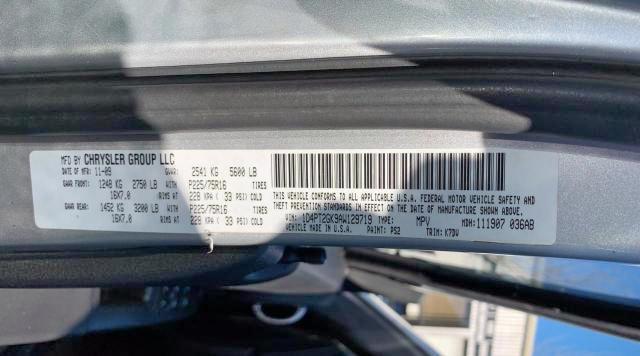 MFD BY CHRYSLER GROUP LLC
DATE OF MFR: 11-09 GVWR: 2541 KG 5600 LB
GAWR FRONT: 1248 KG 2750 LB WITH P225/75R16 TIRES
16X7.0 RIMS AT 228 KPA ( 33 PSI) COLD
GAWR REAR: 1452 KG 3200 LB WITH P225/75R16 TIRES
16X7.0 RIMS AT 228 KPA ( 33 PSI) COLD
THIS VEHICLE CONFORMS TO ALL APPLICABLE U.S.A. FEDERAL MOTOR VEHICLE SAFETY AND
THEFT PREVENTION STANDARDS IN EFFECT ON THE DATE OF MANUFACTURE SHOWN ABOVE.
VIN: 1D4PT2GK9AW129719 TYPE: MPV MDH: 111907 036AB
VEHICLE MADE IN U.S.A. PAINT: PS2 TRIM: K7DV